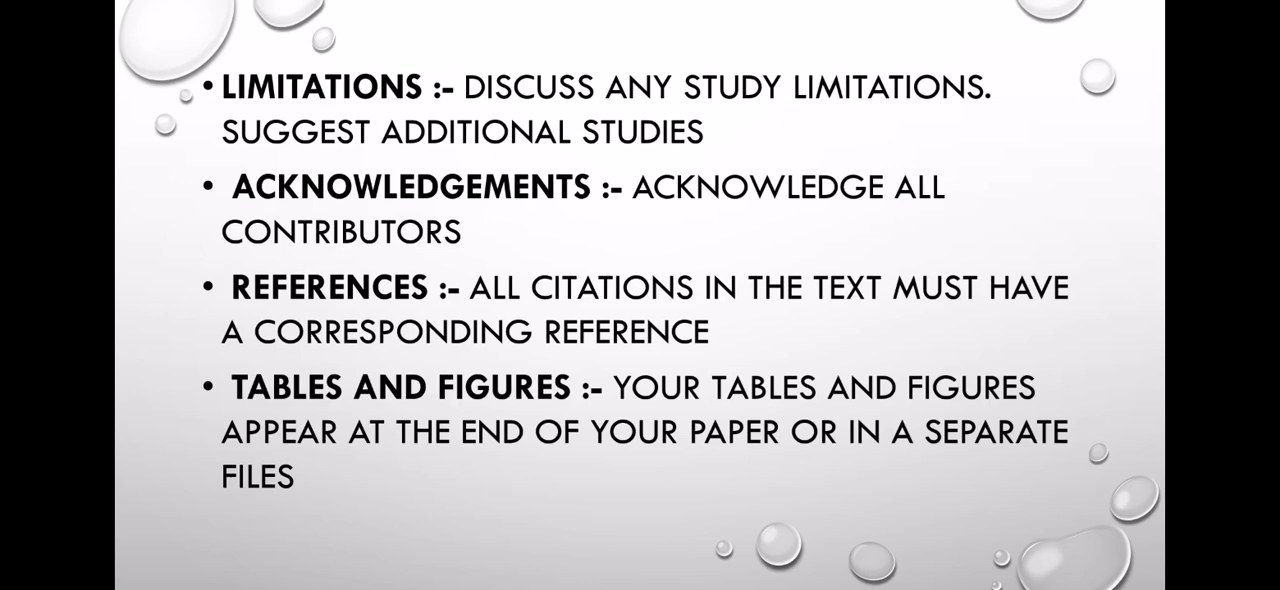 • LIMITATIONS :- DISCUSS ANY STUDY LIMITATIONS.
SUGGEST ADDITIONAL STUDIES
• ACKNOWLEDGEMENTS :- ACKNOWLEDGE ALL
CONTRIBUTORS
• REFERENCES :- ALL CITATIONS IN THE TEXT MUST HAVE
A CORRESPONDING REFERENCE
• TABLES AND FIGURES :- YOUR TABLES AND FIGURES
APPEAR AT THE END OF YOUR PAPER OR IN A SEPARATE
FILES